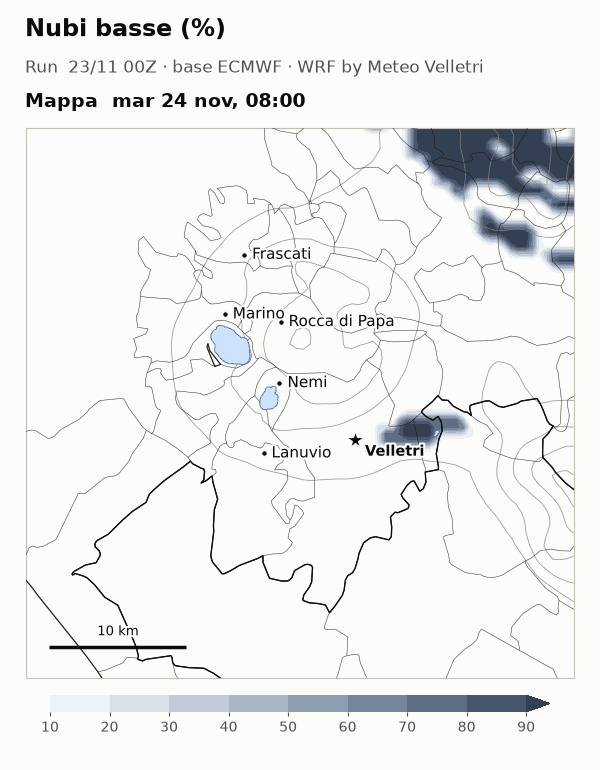 Nubi basse (%)
Run  23/11 00Z · base ECMWF · WRF by Meteo Velletri
Mappa  mar 24 nov, 08:00
Frascati
Marino
Rocca di Papa
Nemi
Velletri
Lanuvio
10 km
10 20 30 40 50 60 70 80 90